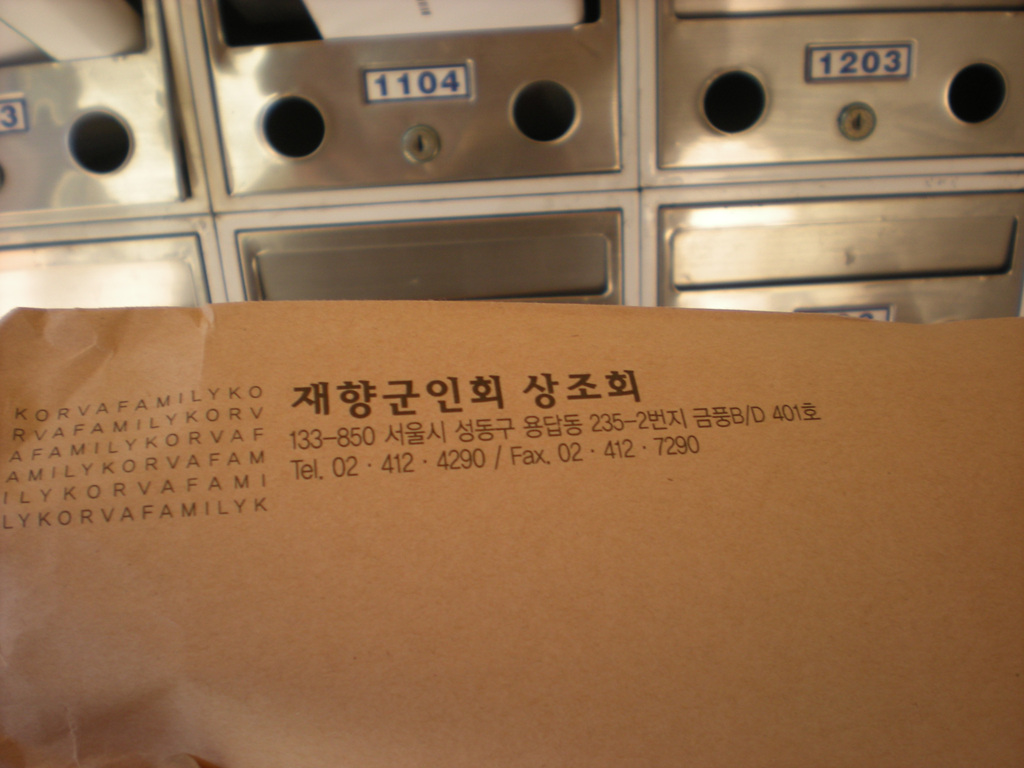 3
1104
1203
KORVAFAMILYKO
RVAFAMILYKORV
AFAMILYKORVAF
AMILYKORVAFAM
ILYKORVAFAMI
LYKORVAFAMILYK
재향군인회 상조회
133-850 서울시 성동구 용답동 235-2번지 금풍B/D 401호
Tel. 02 · 412 · 4290 / Fax. 02 · 412 · 7290